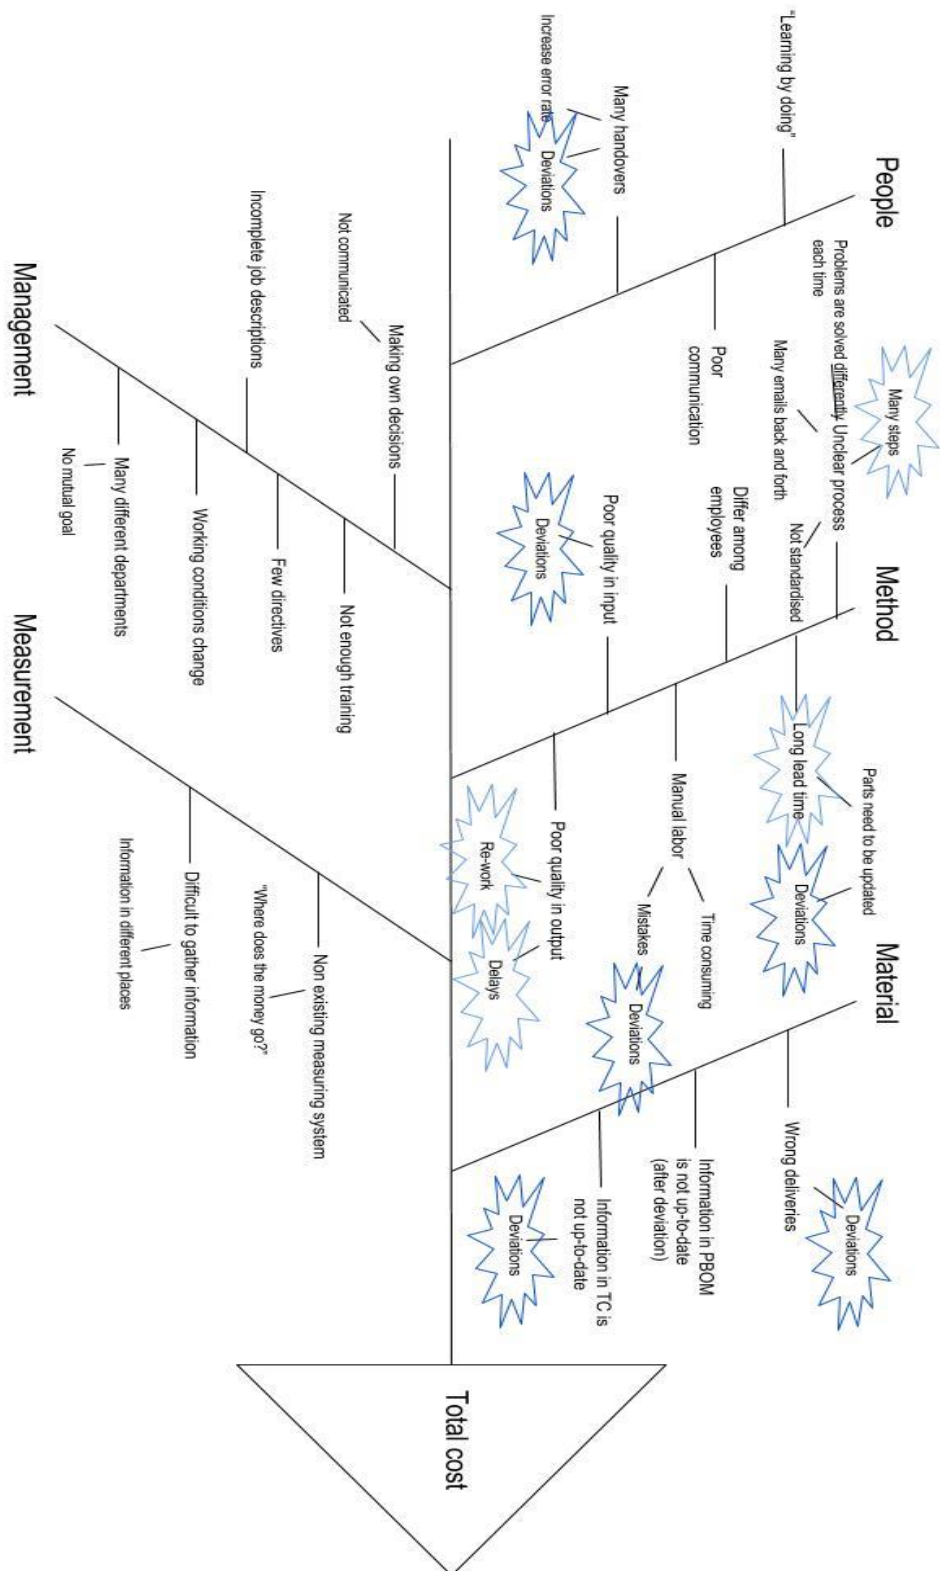 People
"Learning by doing"
Many handovers
Increase error rate
Deviations
Poor
communication
Method
Many steps
Problems are solved differently
each time
Unclear process
Many emails back and forth
Not standardised
Differ among
employees
Poor quality in input
Deviations
Long lead time
Parts need to be updated
Deviations
Manual labor
Time consuming
Mistakes
Deviations
Poor quality in output
Re-work
Delays
Material
Wrong deliveries
Deviations
Information in PBOM
is not up-to-date
(after deviation)
Information in TC is
not up-to-date
Deviations
Total cost
Making own decisions
Not communicated
Incomplete job descriptions
Not enough training
Few directives
Working conditions change
Many different departments
No mutual goal
Management
Non existing measuring system
"Where does the money go?"
Difficult to gather information
Information in different places
Measurement